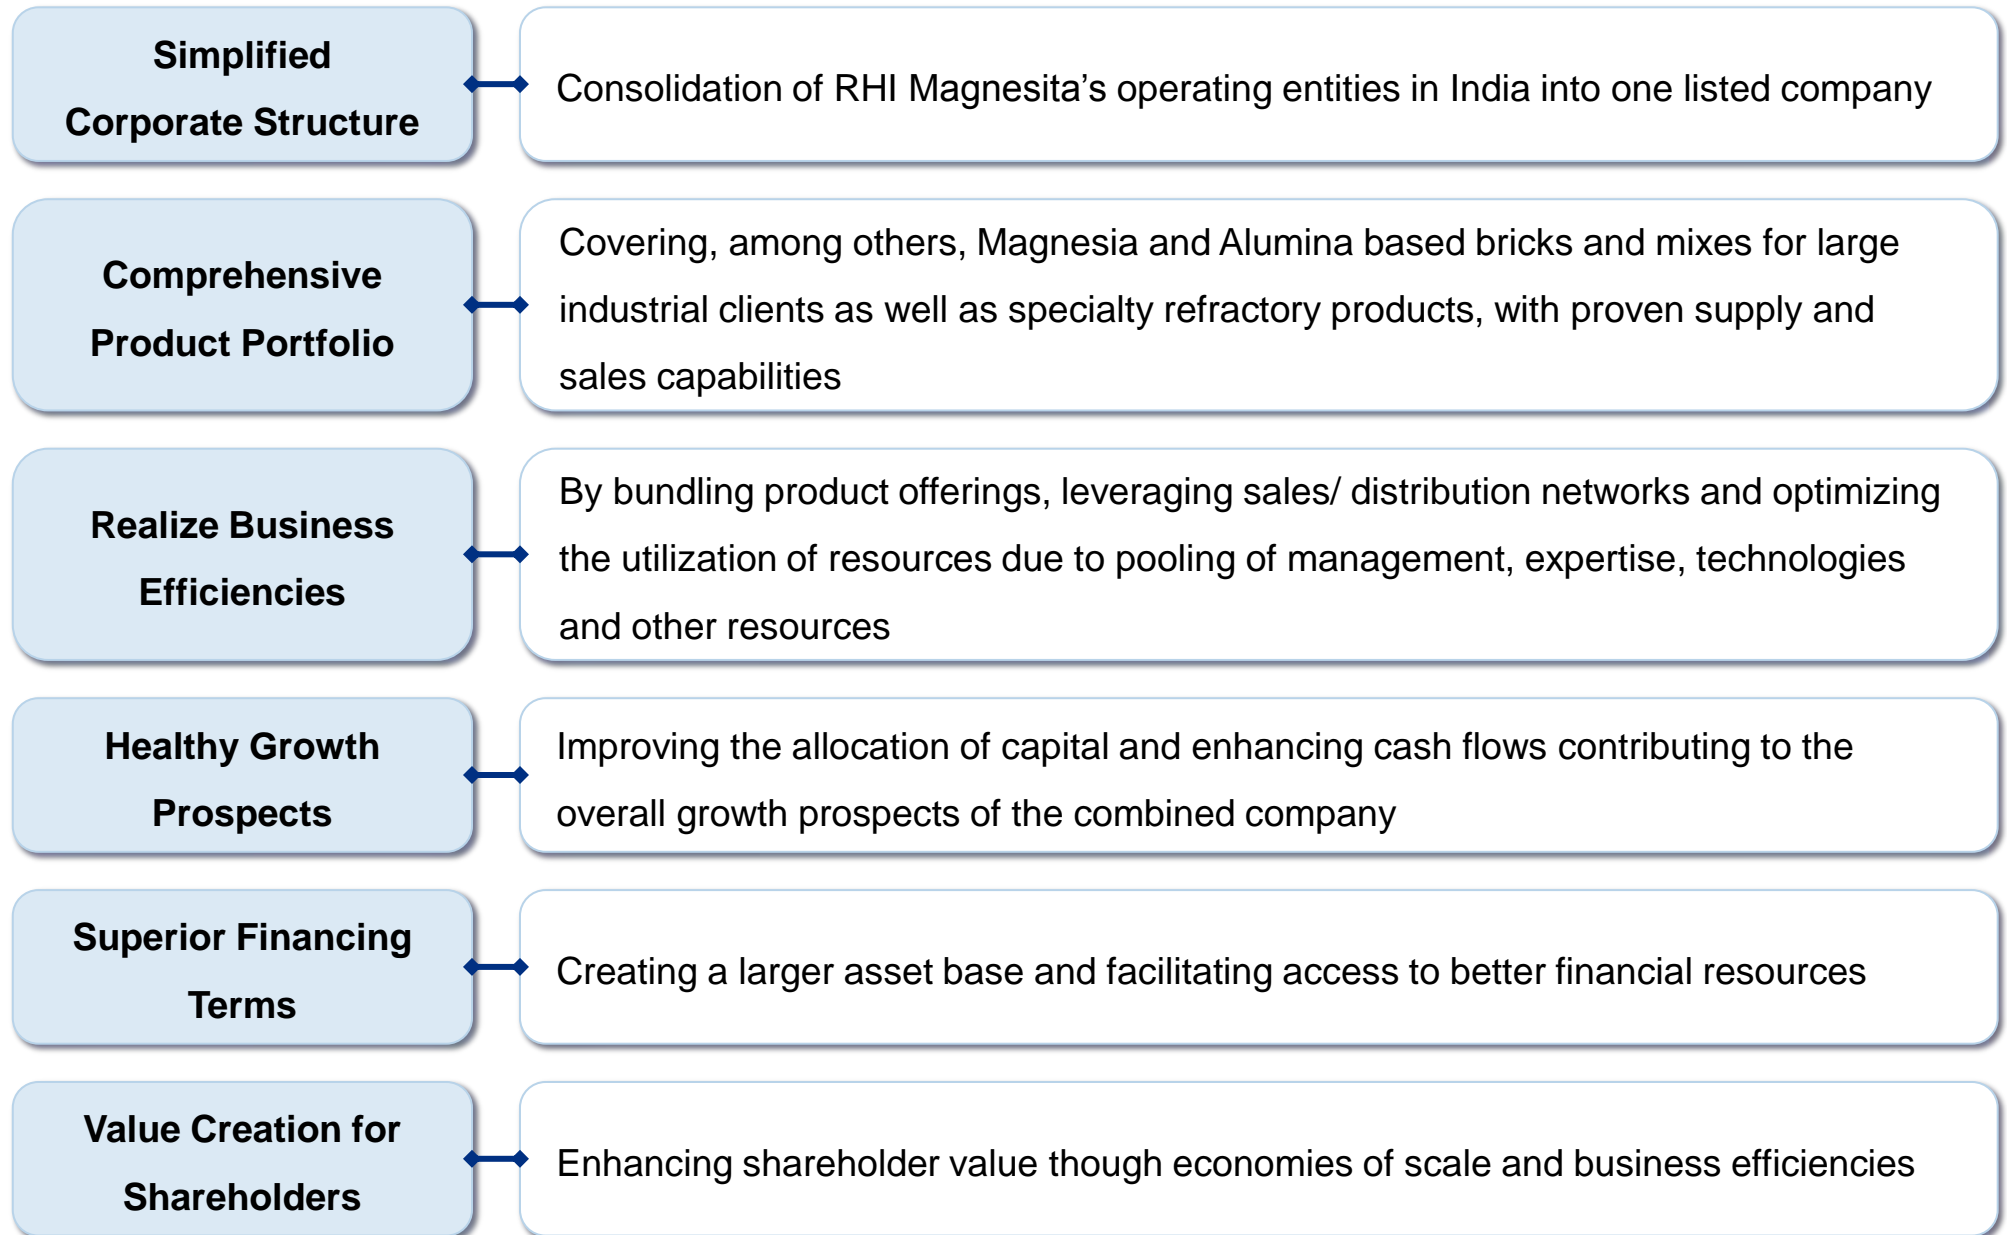 Simplified
Corporate Structure
Consolidation of RHI Magnesita’s operating entities in India into one listed company
Comprehensive
Product Portfolio
Covering, among others, Magnesia and Alumina based bricks and mixes for large
industrial clients as well as specialty refractory products, with proven supply and
sales capabilities
Realize Business
Efficiencies
By bundling product offerings, leveraging sales/ distribution networks and optimizing
the utilization of resources due to pooling of management, expertise, technologies
and other resources
Healthy Growth
Prospects
Improving the allocation of capital and enhancing cash flows contributing to the
overall growth prospects of the combined company
Superior Financing
Terms
Creating a larger asset base and facilitating access to better financial resources
Value Creation for
Shareholders
Enhancing shareholder value though economies of scale and business efficiencies